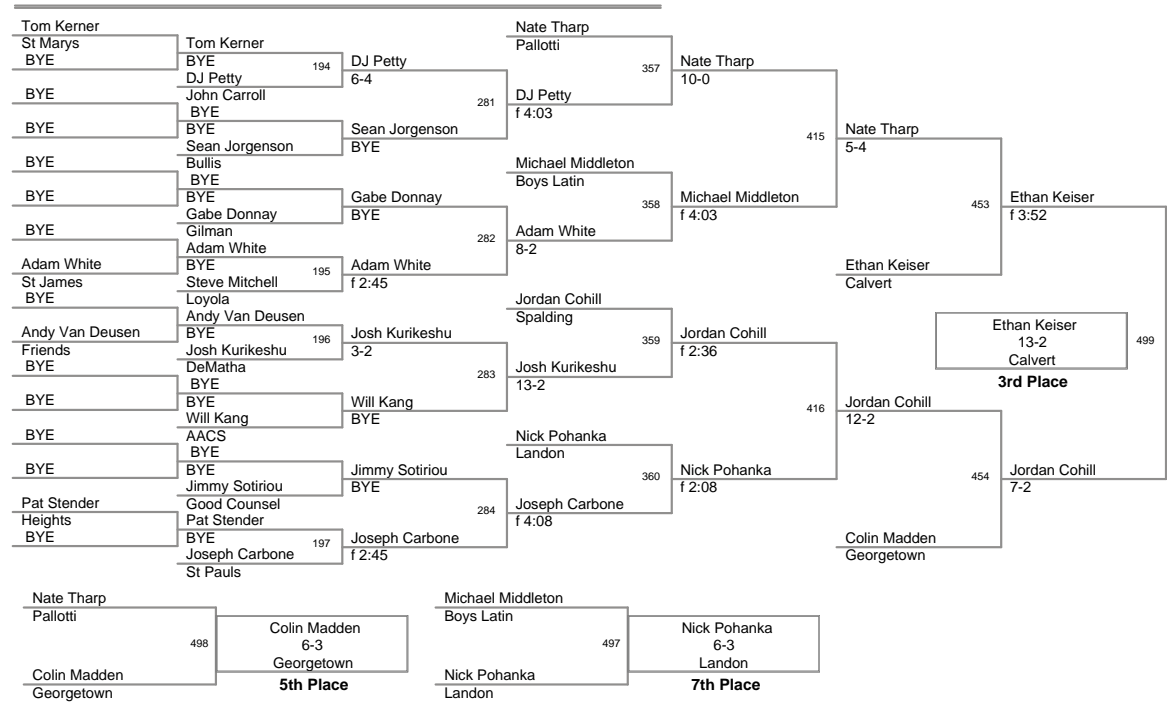 Tom Kerner
St Marys
BYE
BYE
BYE
BYE
BYE
BYE
Adam White
St James
BYE
Andy Van Deusen
Friends
BYE
BYE
BYE
BYE
Pat Stender
Heights
BYE
Tom Kerner
BYE
194
DJ Petty
John Carroll
BYE
BYE
Sean Jorgenson
Bullis
BYE
BYE
Gabe Donnay
Gilman
Adam White
BYE
195
Steve Mitchell
Loyola
Andy Van Deusen
BYE
196
Josh Kurikeshu
DeMatha
BYE
BYE
Will Kang
AACS
BYE
BYE
Jimmy Sotiriou
Good Counsel
Pat Stender
BYE
197
Joseph Carbone
St Pauls
DJ Petty
6-4
281
Sean Jorgenson
BYE
Gabe Donnay
BYE
282
Adam White
f 2:45
Josh Kurikeshu
3-2
283
Will Kang
BYE
Jimmy Sotiriou
BYE
284
Joseph Carbone
f 2:45
Nate Tharp
Pallotti
357
DJ Petty
f 4:03
Michael Middleton
Boys Latin
358
Adam White
8-2
Jordan Cohill
Spalding
359
Josh Kurikeshu
13-2
Nick Pohanka
Landon
360
Joseph Carbone
f 4:08
Nate Tharp
10-0
415
Michael Middleton
f 4:03
Jordan Cohill
f 2:36
416
Nick Pohanka
f 2:08
Nate Tharp
5-4
453
Ethan Keiser
Calvert
Jordan Cohill
12-2
454
Colin Madden
Georgetown
Ethan Keiser
f 3:52
Ethan Keiser
13-2
Calvert
499
3rd Place
Jordan Cohill
7-2
Nate Tharp
Pallotti
498
Colin Madden
Georgetown
Colin Madden
6-3
Georgetown
5th Place
Michael Middleton
Boys Latin
497
Nick Pohanka
Landon
Nick Pohanka
6-3
Landon
7th Place